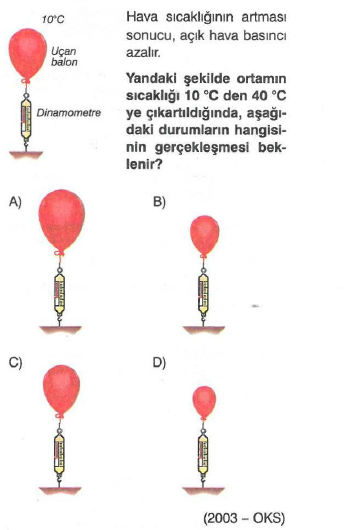 10°C
Uçan
balon
Dinamometre
Hava sıcaklığının artması
sonucu, açık hava basıncı
azalır.
Yandaki şekilde ortamın
sıcaklığı 10 °C den 40 °C
ye çıkartıldığında, aşağı-
daki durumların hangisi-
nin gerçekleşmesi bek-
lenir?
A)
B)
C)
D)
(2003 – OKS)